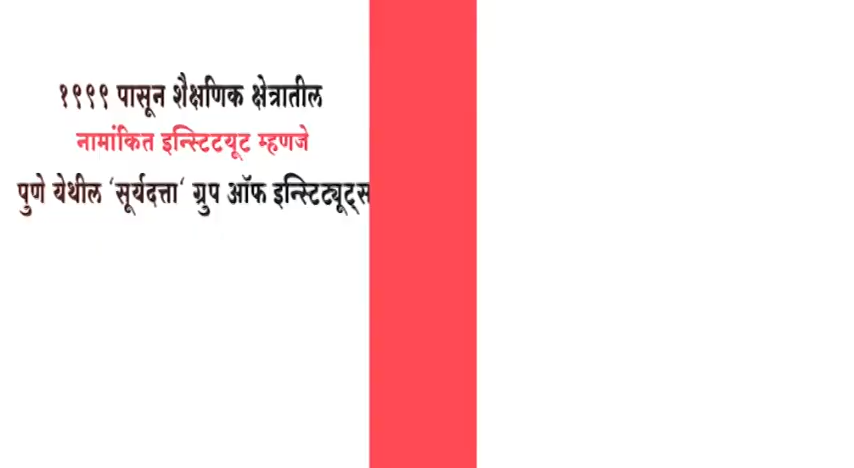 १९९९ पासून शैक्षणिक क्षेत्रातील
नामांकित इन्स्टिटयूट म्हणजे
पुणे येथील ‘सूर्यदत्ता‘ ग्रुप ऑफ इन्स्टिट्यूट्स